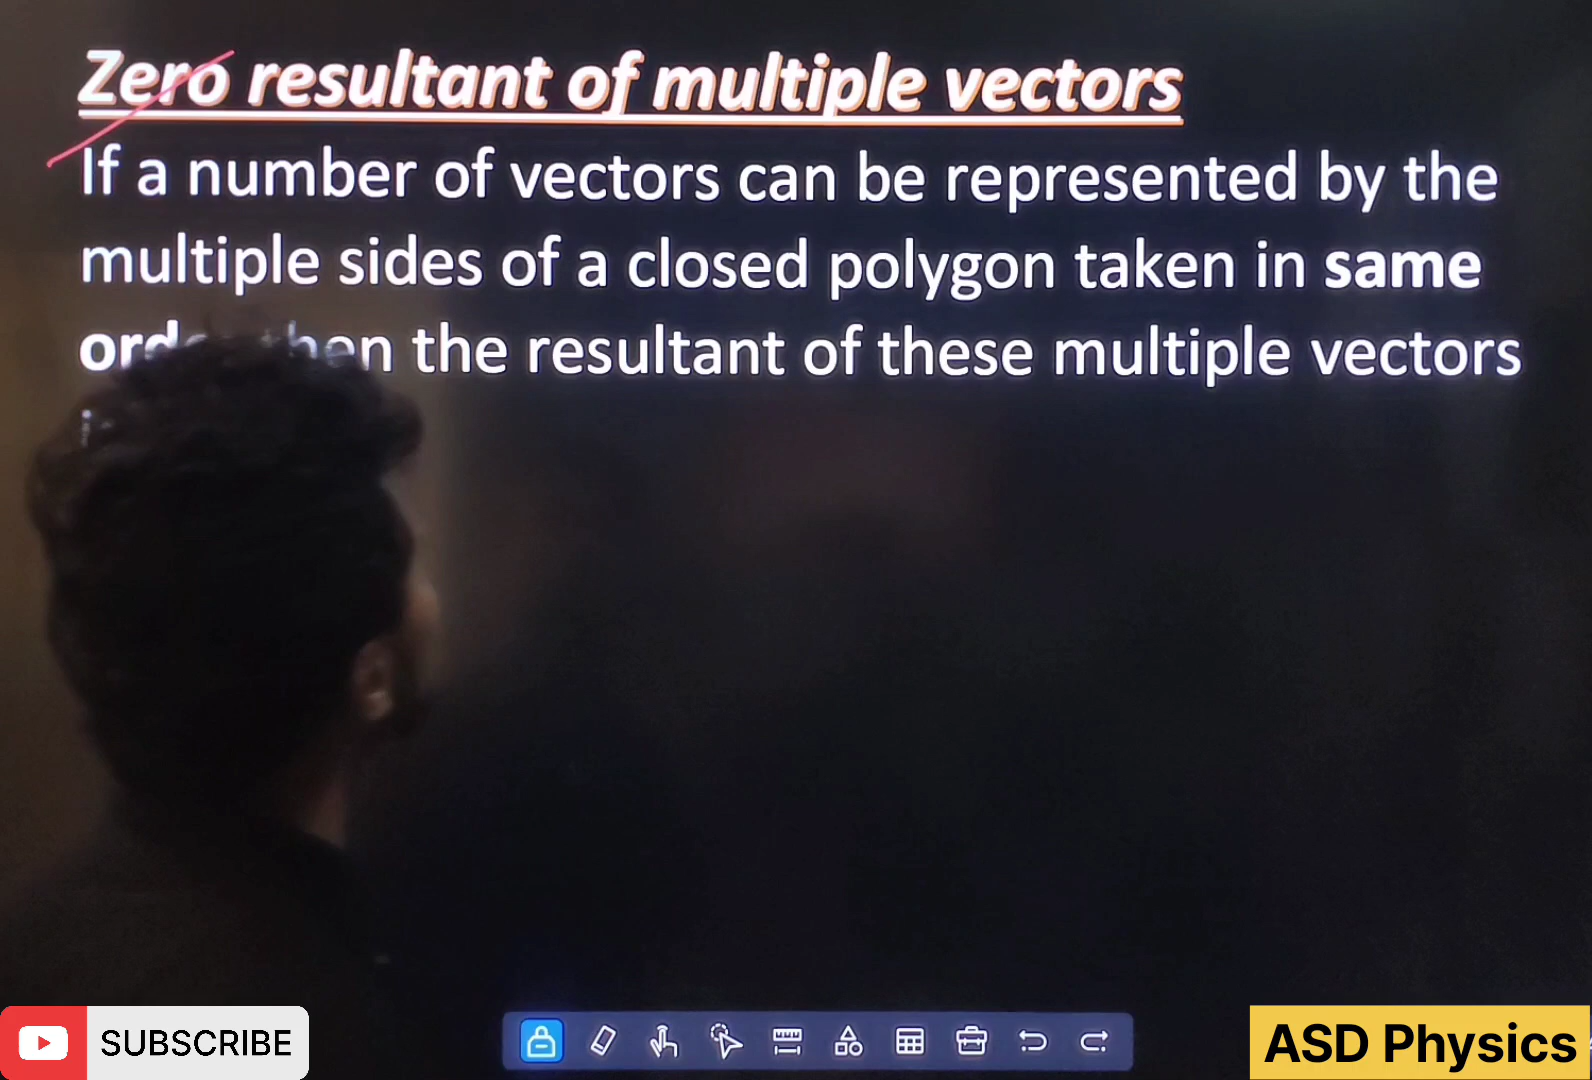 Zero resultant of multiple vectors
If a number of vectors can be represented by the
multiple sides of a closed polygon taken in same
then the resultant of these multiple vectors
SUBSCRIBE
ASD Physics